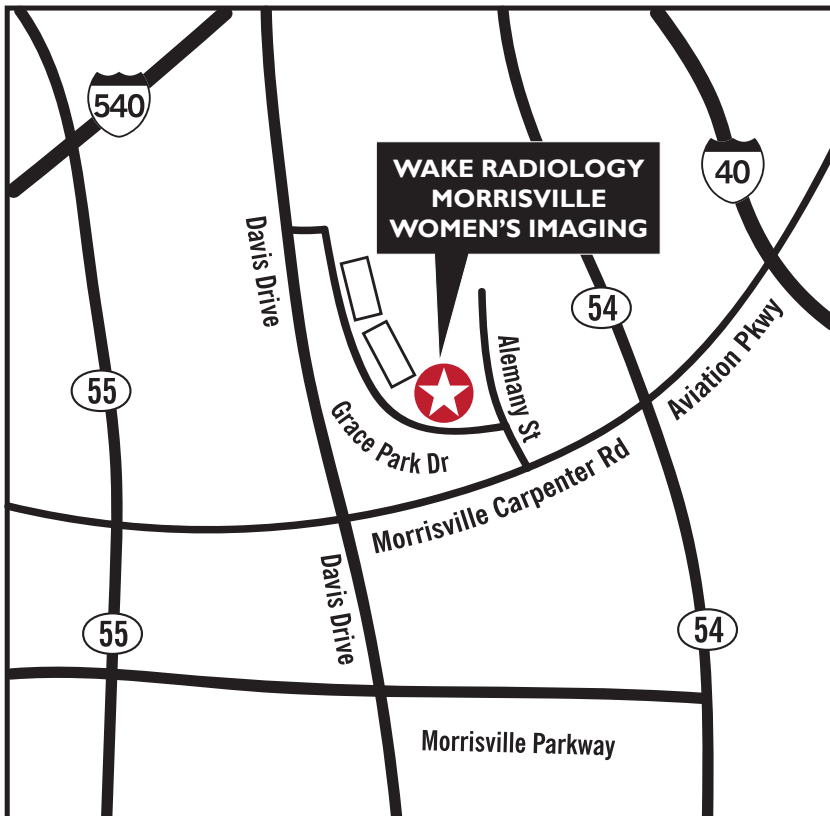 540
40
WAKE RADIOLOGY
MORRISVILLE
WOMEN'S IMAGING
Davis Drive
54
Alemany St
Aviation Pkwy
55
Grace Park Dr
Morrisville Carpenter Rd
Davis Drive
55
54
Morrisville Parkway